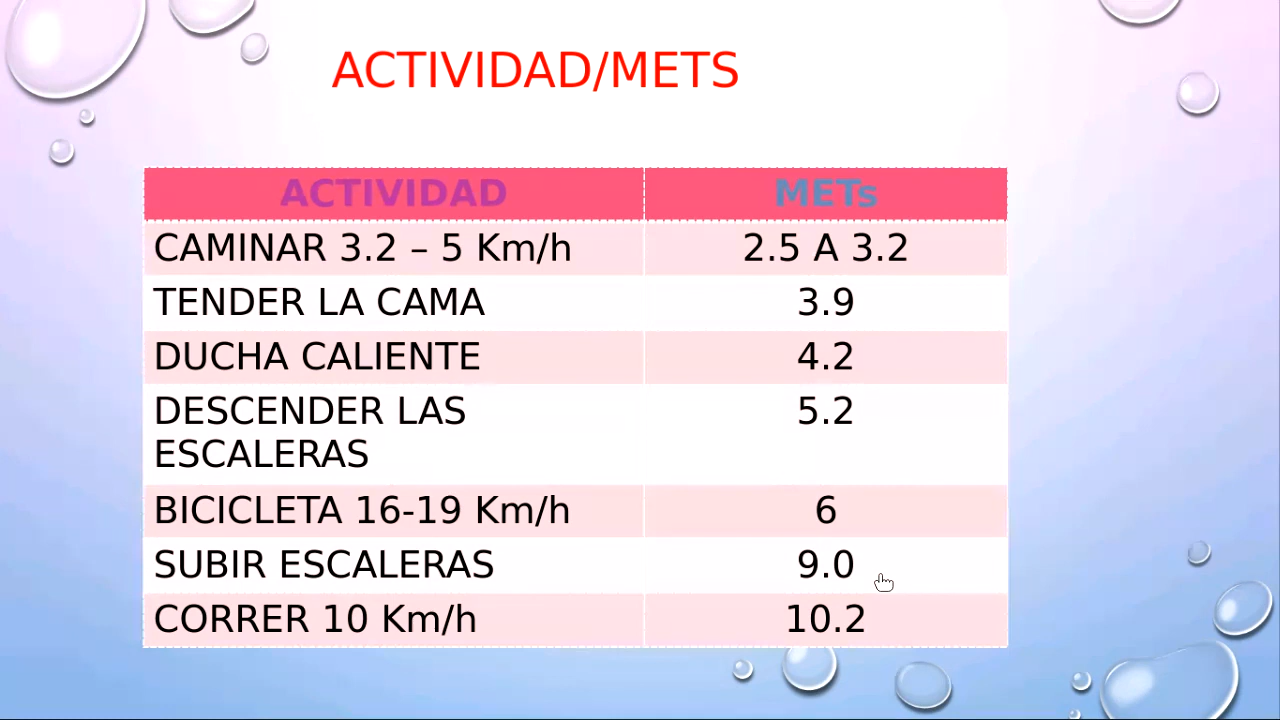 ACTIVIDAD/METS
ACTIVIDAD METs
CAMINAR 3.2 – 5 Km/h 2.5 A 3.2
TENDER LA CAMA 3.9
DUCHA CALIENTE 4.2
DESCENDER LAS 5.2
ESCALERAS
BICICLETA 16-19 Km/h 6
SUBIR ESCALERAS 9.0
CORRER 10 Km/h 10.2